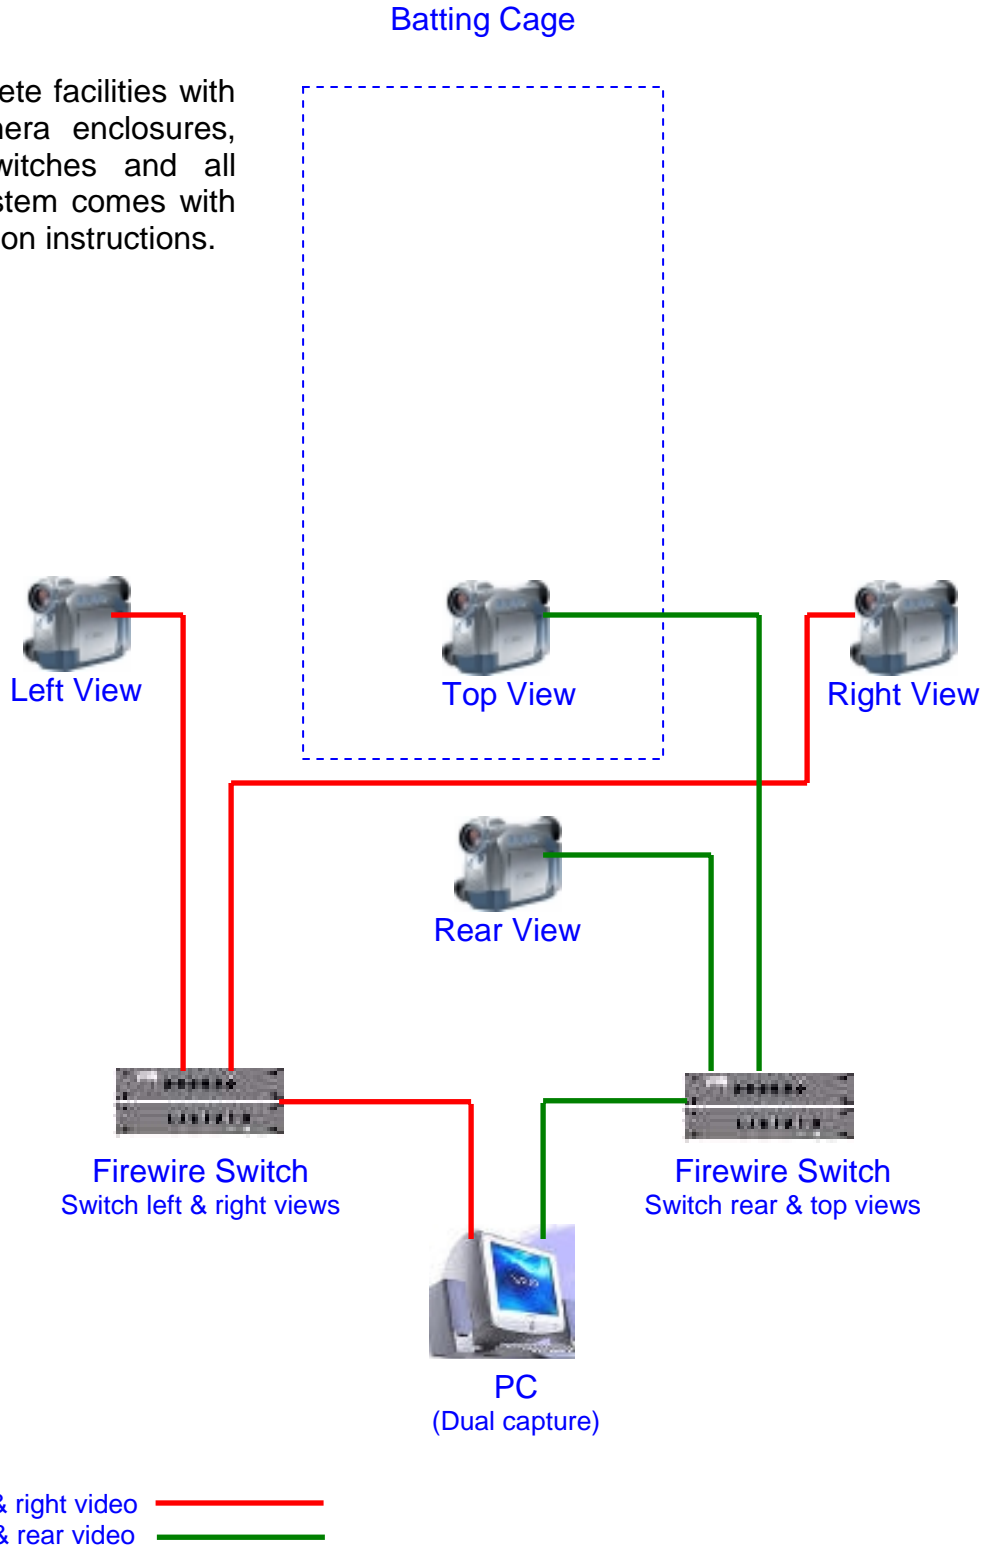 Batting Cage
ete facilities with
era enclosures,
witches and all
stem comes with
on instructions.
Left View
Top View
Right View
Rear View
Firewire Switch
Switch left & right views
Firewire Switch
Switch rear & top views
PC
(Dual capture)
& right video
& rear video